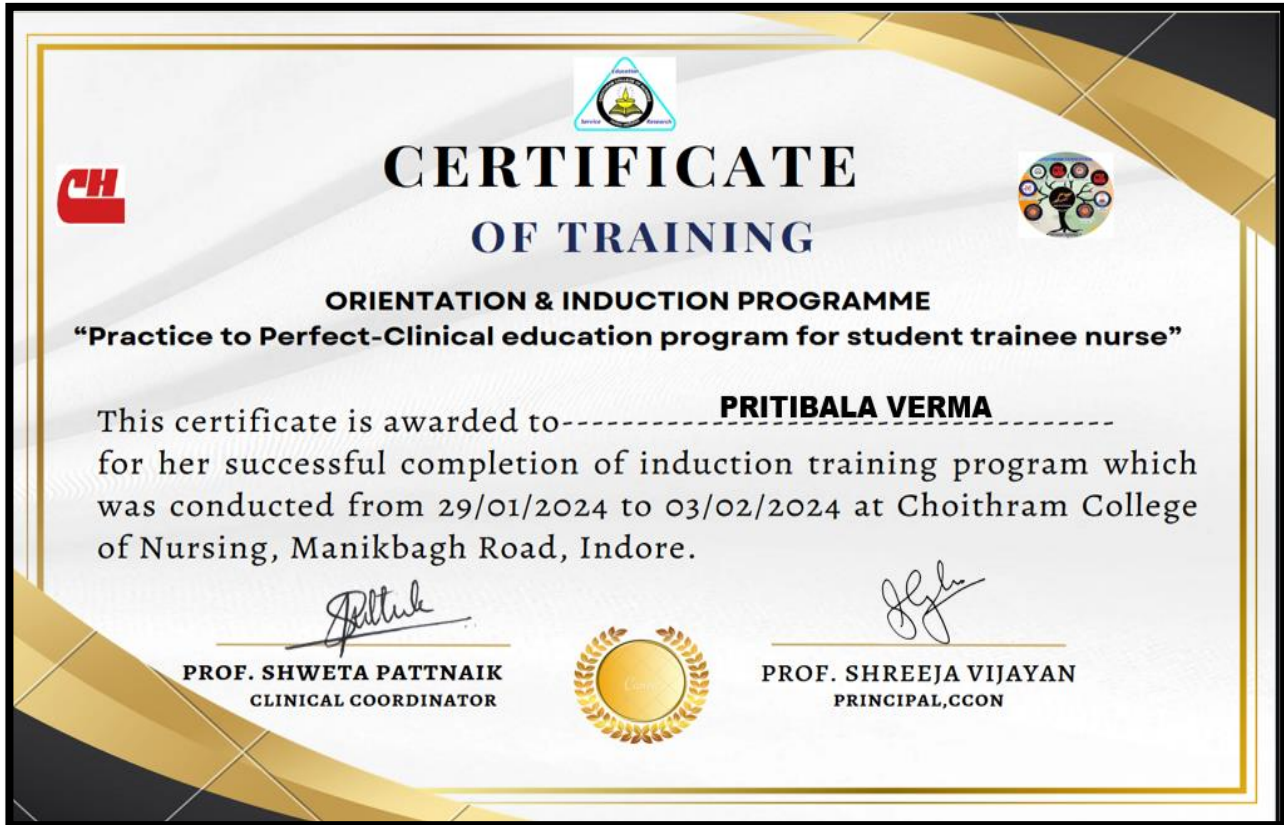 Education
Service
Research
CH
CERTIFICATE
OF TRAINING
ORIENTATION & INDUCTION PROGRAMME
“Practice to Perfect-Clinical education program for student trainee nurse”
This certificate is awarded to------------------------------------
PRITIBALA VERMA
for her successful completion of induction training program which
was conducted from 29/01/2024 to 03/02/2024 at Choithram College
of Nursing, Manikbagh Road, Indore.
PROF. SHWETA PATTNAIK
CLINICAL COORDINATOR
PROF. SHREEJA VIJAYAN
PRINCIPAL,CCON